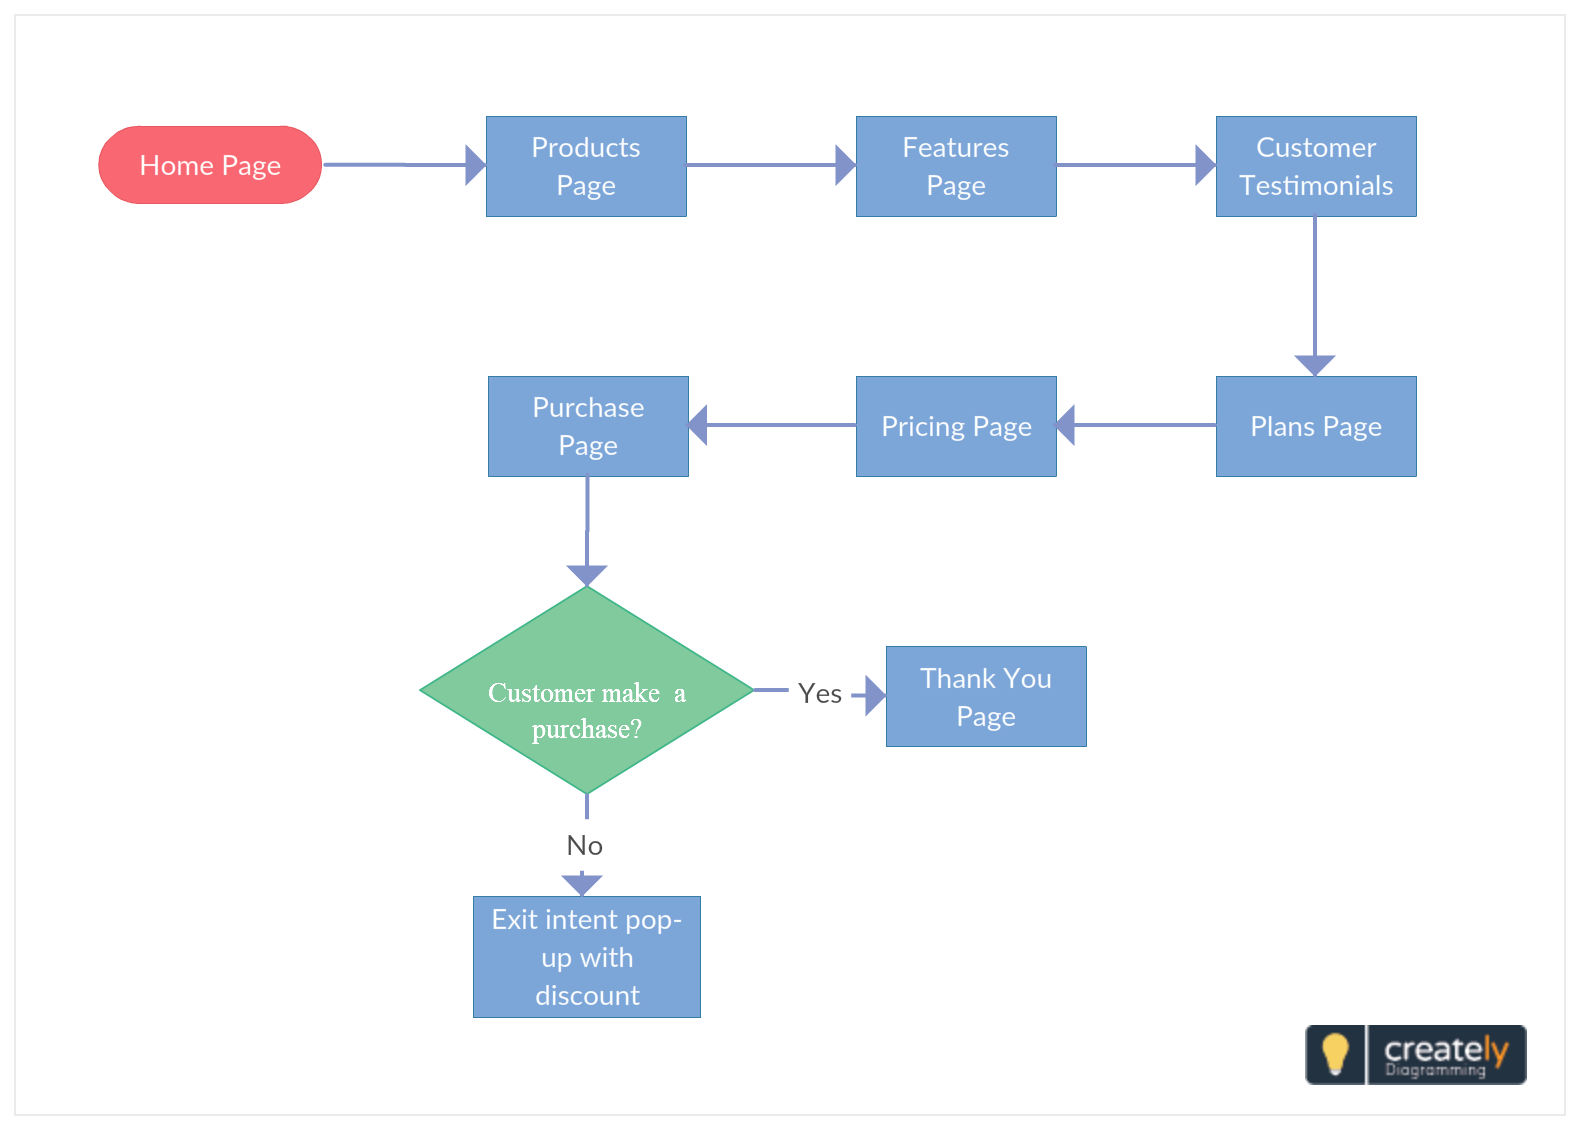 Home Page
Products
Page
Features
Page
Customer
Testimonials
Purchase
Page
Pricing Page
Plans Page
Customer make a
purchase?
Yes
Thank You
Page
No
Exit intent pop-
up with
discount
creately
Diagramming